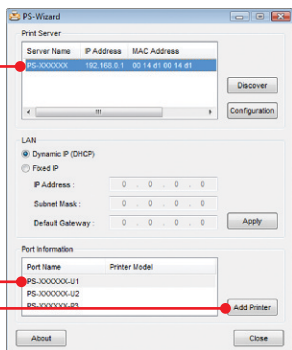 PS-Wizard
Print Server
Server Name IP Address MAC Address
PS-XXXXXX 192.168.0.1 00 14 d1 00 14 d1
Discover
Configuration
LAN
Dynamic IP (DHCP)
Fixed IP
IP Address : 0 . 0 . 0 . 0
Subnet Mask : 0 . 0 . 0 . 0
Default Gateway : 0 . 0 . 0 . 0
Apply
Port Information
Port Name Printer Model
PS-XXXXXX-U1
PS-XXXXXX-U2
PS-XXXXXX-P3
Add Printer
About Close